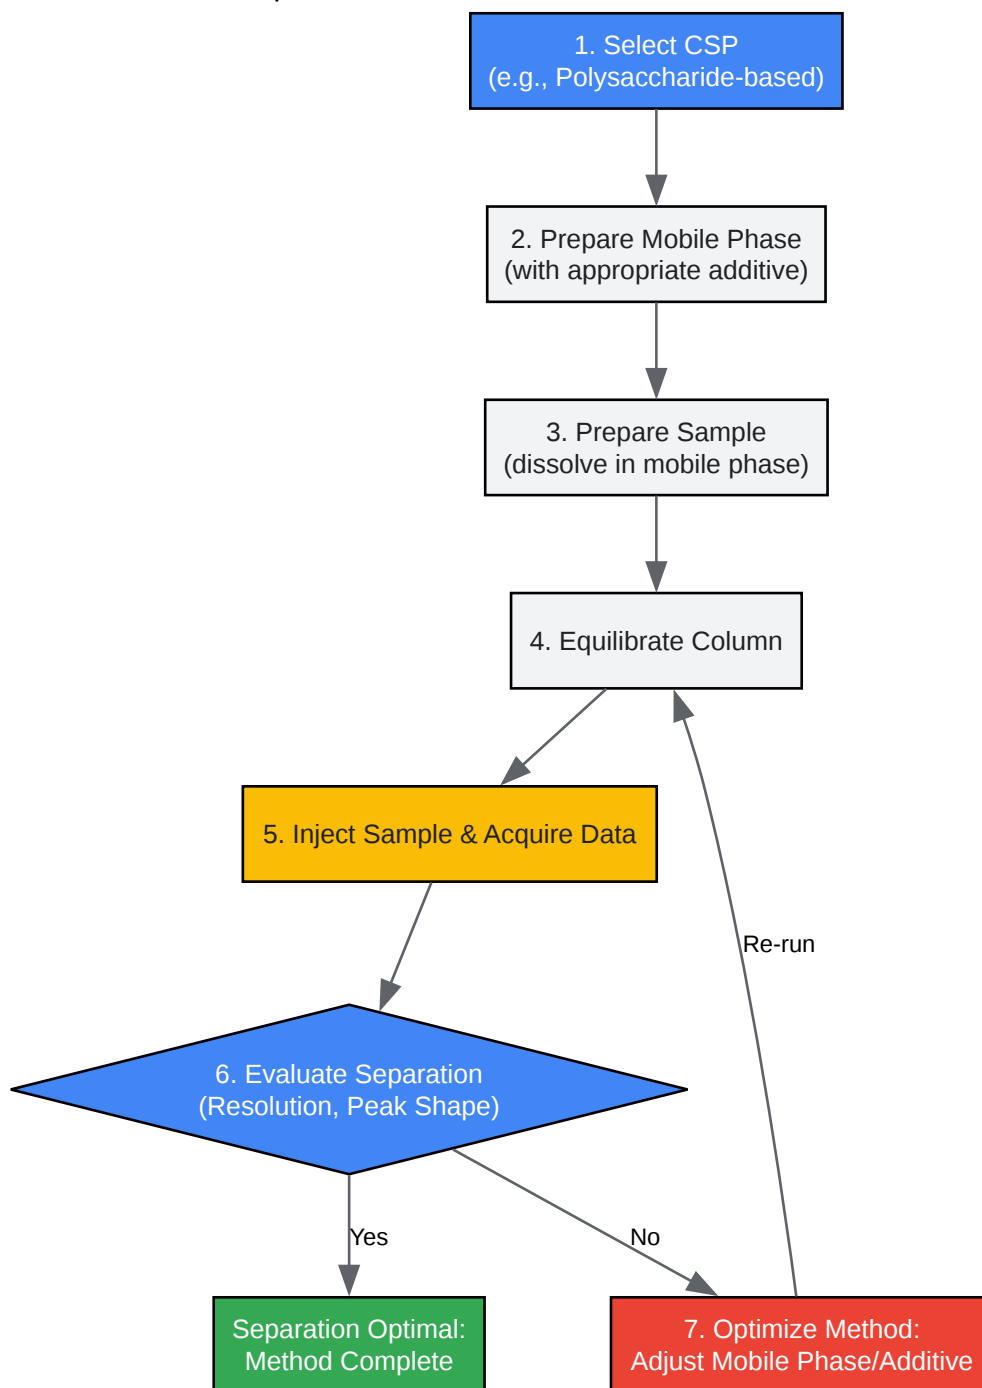 1. Select CSP
(e.g., Polysaccharide-based)
2. Prepare Mobile Phase
(with appropriate additive)
3. Prepare Sample
(dissolve in mobile phase)
4. Equilibrate Column
5. Inject Sample & Acquire Data
Re-run
6. Evaluate Separation
(Resolution, Peak Shape)
Yes
No
Separation Optimal:
Method Complete
7. Optimize Method:
Adjust Mobile Phase/Additive